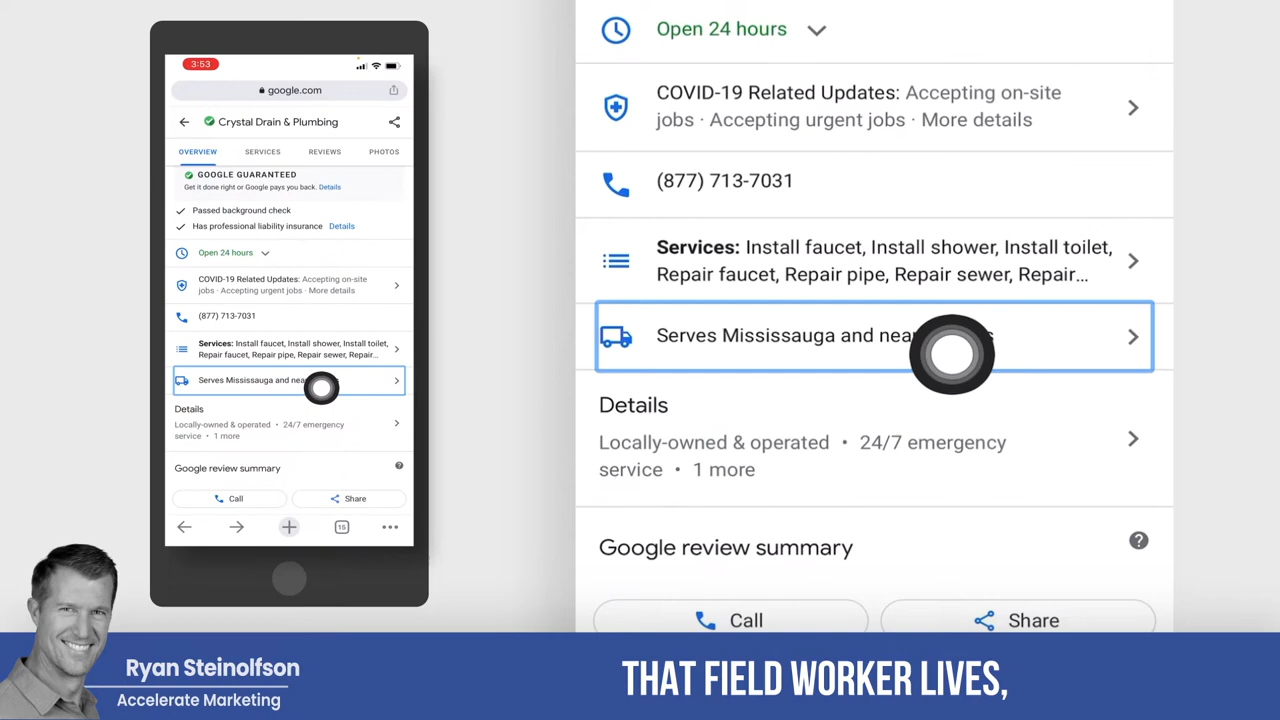 3:53
google.com
Crystal Drain & Plumbing
OVERVIEW SERVICES REVIEWS PHOTOS
GOOGLE GUARANTEED
Get it done right or Google pays you back. Details
Passed background check
Has professional liability insurance Details
Open 24 hours
COVID-19 Related Updates: Accepting on-site
jobs · Accepting urgent jobs · More details
(877) 713-7031
Services: Install faucet, Install shower, Install toilet,
Repair faucet, Repair pipe, Repair sewer, Repair...
Serves Mississauga and
Details
Locally-owned & operated • 24/7 emergency
service • 1 more
Google review summary
?
Call Share
15
Open 24 hours
COVID-19 Related Updates: Accepting on-site
jobs · Accepting urgent jobs · More details
(877) 713-7031
Services: Install faucet, Install shower, Install toilet,
Repair faucet, Repair pipe, Repair sewer, Repair...
Serves Mississauga and
Details
Locally-owned & operated • 24/7 emergency
service • 1 more
Google review summary
?
Call Share
Ryan Steinolfson
Accelerate Marketing
THAT FIELD WORKER LIVES,